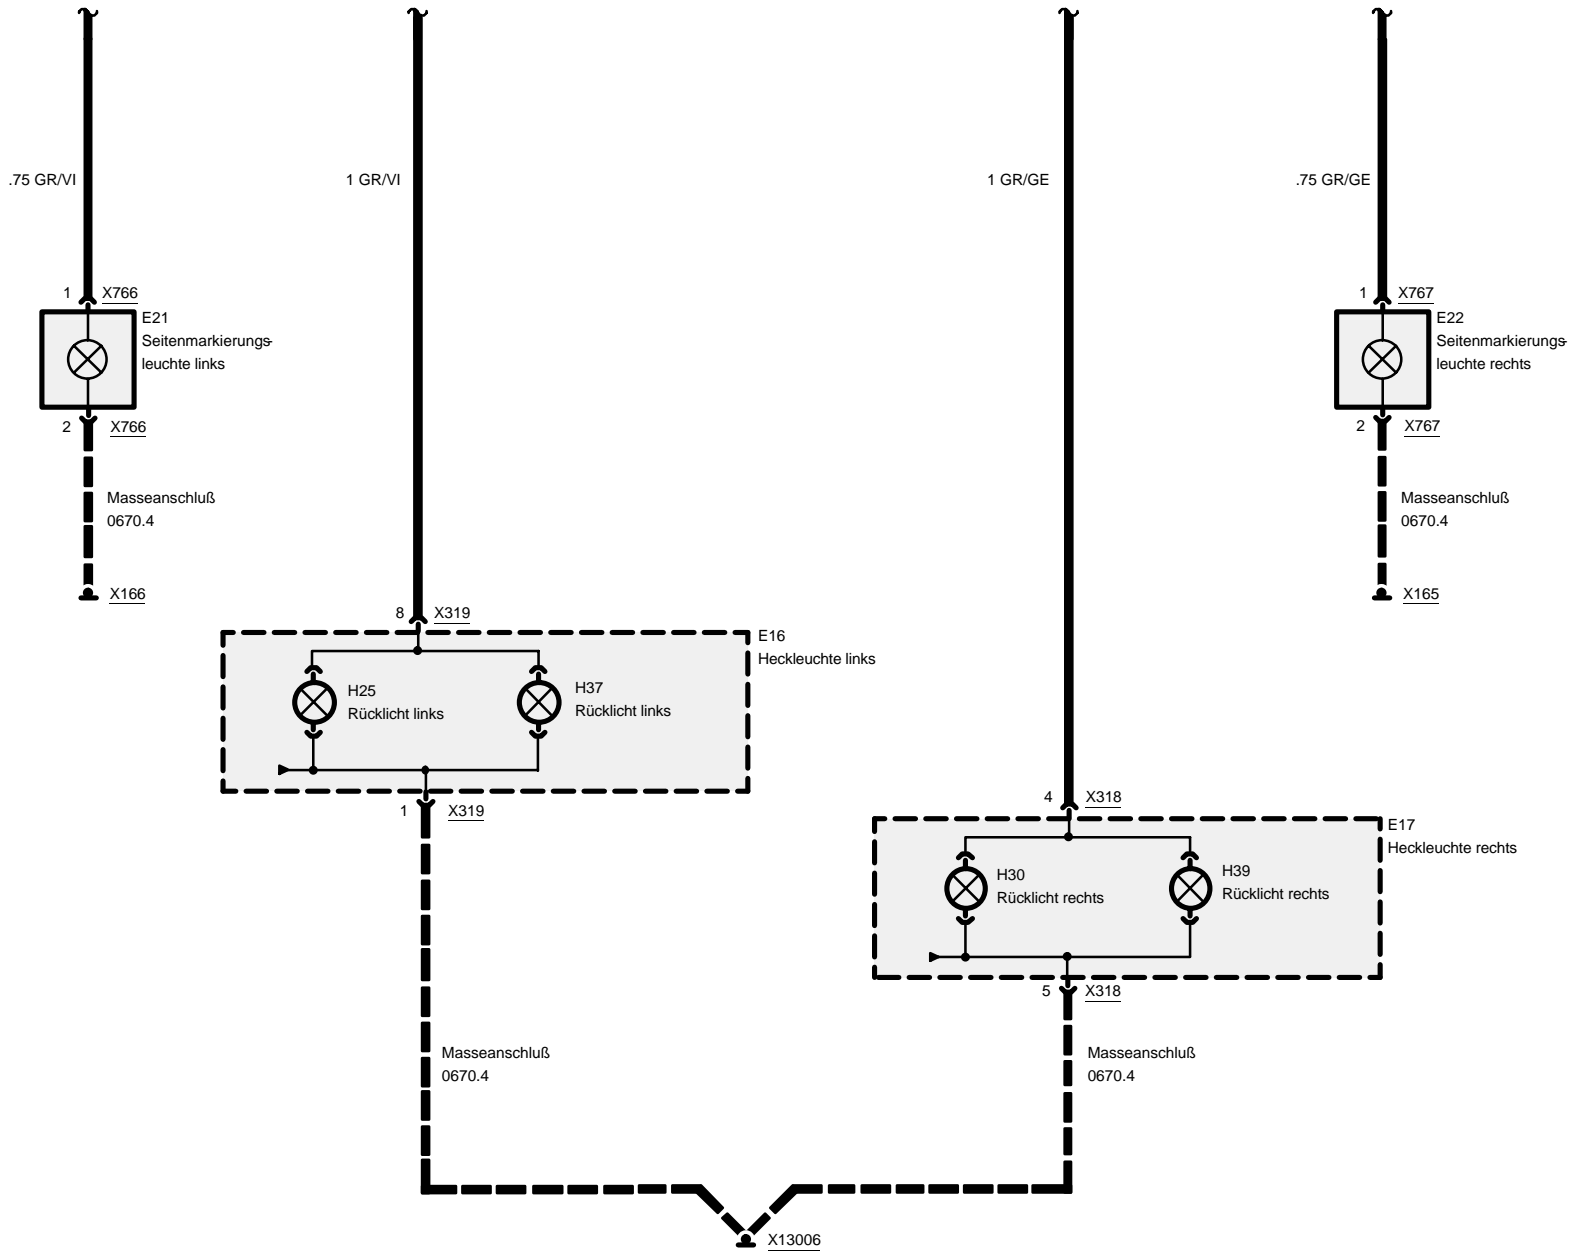 .75 GR/VI
1 GR/VI
1 GR/GE
.75 GR/GE
1 X766
E21
Seitenmarkierungs-
leuchte links
2 X766
Masseanschluß
0670.4
X166
1 X767
E22
Seitenmarkierungs-
leuchte rechts
2 X767
Masseanschluß
0670.4
X165
8 X319
E16
Heckleuchte links
H25
Rücklicht links
H37
Rücklicht links
1 X319
Masseanschluß
0670.4
4 X318
E17
Heckleuchte rechts
H30
Rücklicht rechts
H39
Rücklicht rechts
5 X318
Masseanschluß
0670.4
X13006